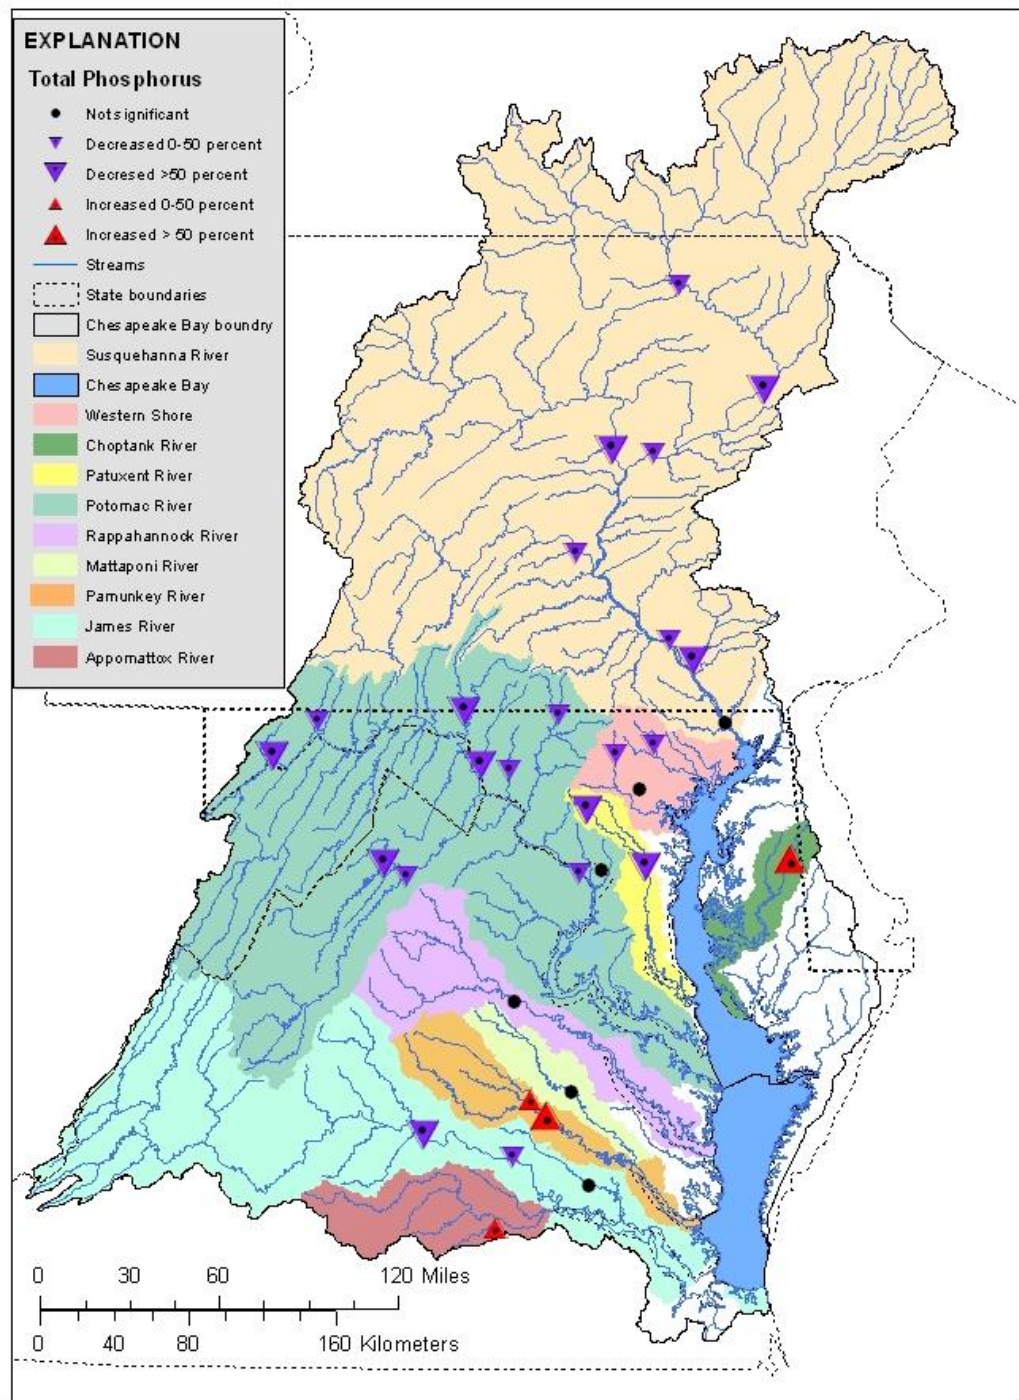 EXPLANATION
Total Phosphorus
Not significant
Decreased 0-50 percent
Decresed >50 percent
Increased 0-50 percent
Increased > 50 percent
Streams
State boundaries
Chesapeake Bay boundry
Susquehanna River
Chesapeake Bay
Western Shore
Choptank River
Patuxent River
Potomac River
Rappahannock River
Mattaponi River
Pamunkey River
James River
Appomattox River
0 30 60 120 Miles
0 40 80 160 Kilometers